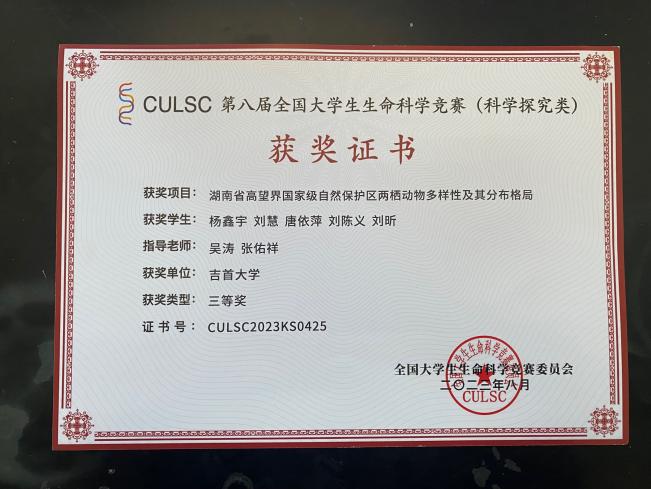 CULSC 第八届全国大学生生命科学竞赛（科学探究类）
获奖证书
获奖项目：湖南省高望界国家级自然保护区两栖动物多样性及其分布格局
获奖学生：杨鑫宇 刘慧 唐依萍 刘陈义 刘昕
指导老师：吴涛 张佑祥
获奖单位：吉首大学
获奖类型：三等奖
证书号：CULSC2023KS0425
全国大学生生命科学竞赛委员会
二〇二三年八月
CULSC